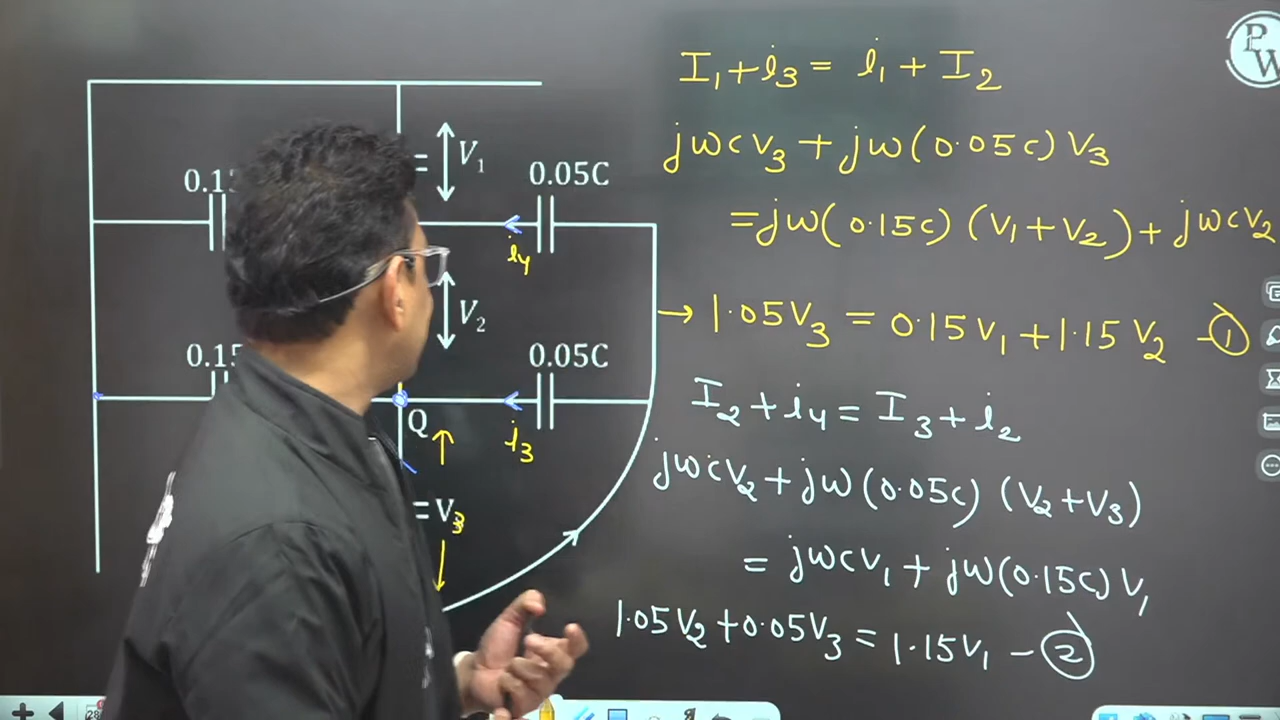 P
W
I₁ + i₃ = i₁ + I₂
jωCV₃ + jω(0.05C)V₃
= jω(0.15C)(V₁+V₂) + jωCV₂
→ 1.05V₃ = 0.15V₁ + 1.15V₂ –①
I₂ + i₄ = I₃ + i₂
jωCV₂ + jω(0.05C)(V₂+V₃)
= jωCV₁ + jω(0.15C)V₁
1.05V₂ + 0.05V₃ = 1.15V₁ –②
= V₁
0.05C
i₄
V₂
0.15
0.05C
Q
i₃
= V₃